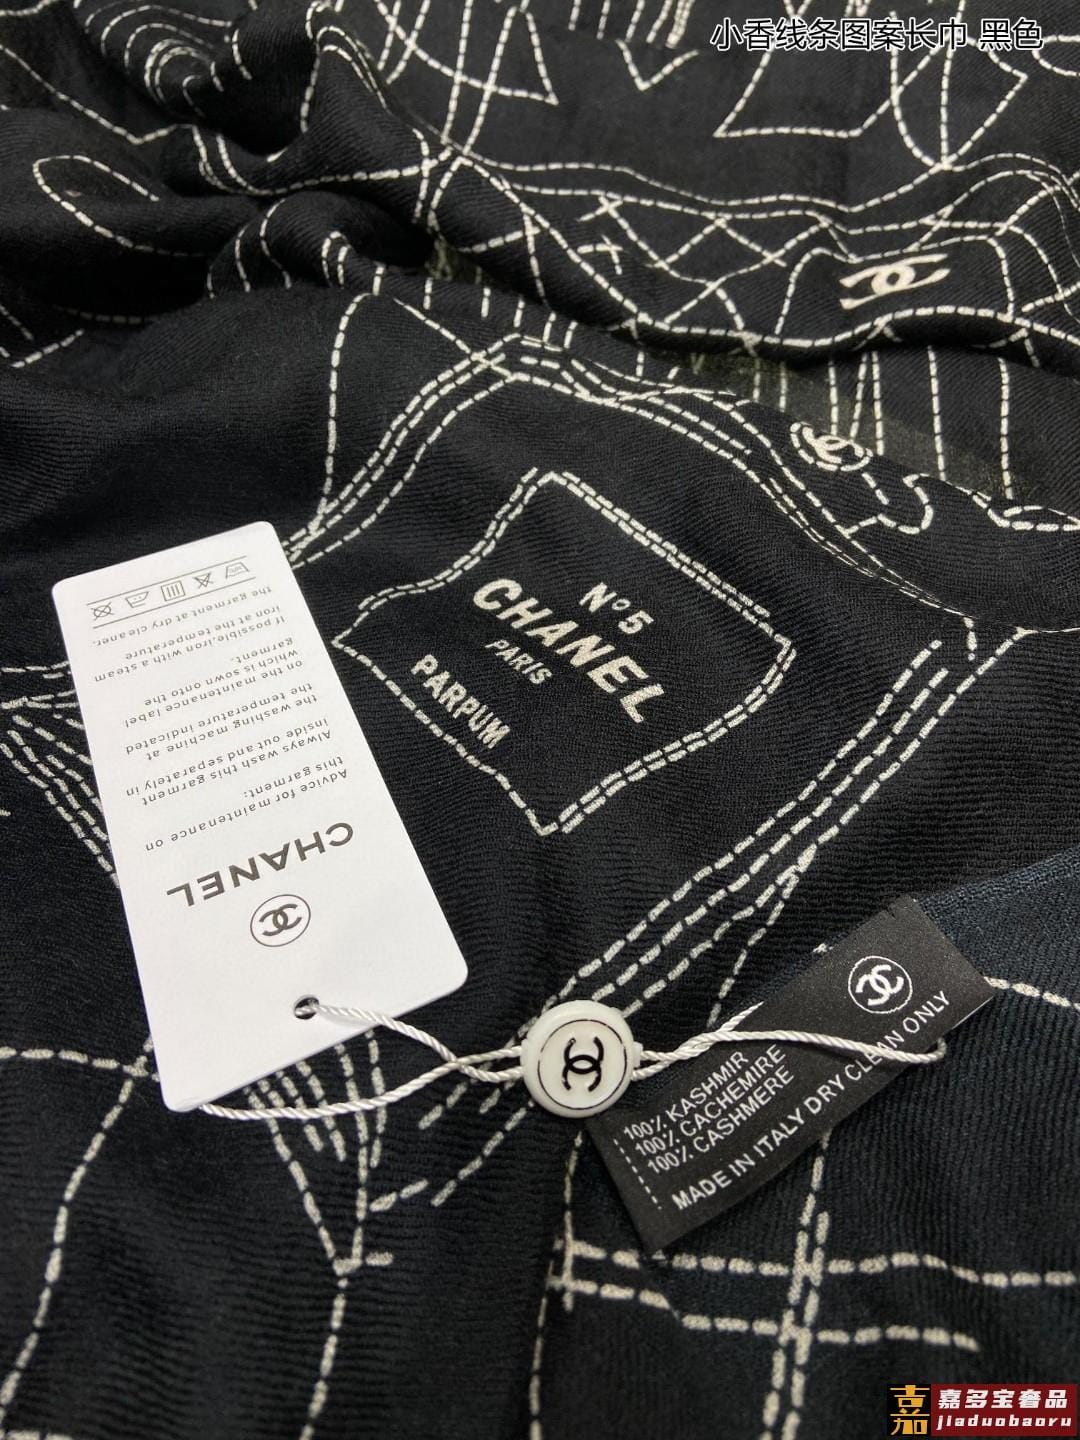 小香线条图案长巾 黑色
N°5
CHANEL
PARIS
PARFUM
CHANEL
Advice for maintenance on
this garment:
Always wash this garment
inside out and separately in
the washing machine at
the temperature indicated
on the maintenance label
which is sown onto the
garment.
If possible,iron with a steam
iron at the temperature
the garment at dry cleaner.
100% KASHMIR
100% CACHEMIRE
100% CASHMERE
MADE IN ITALY DRY CLEAN ONLY
嘉多宝奢品
jiaduobaoru